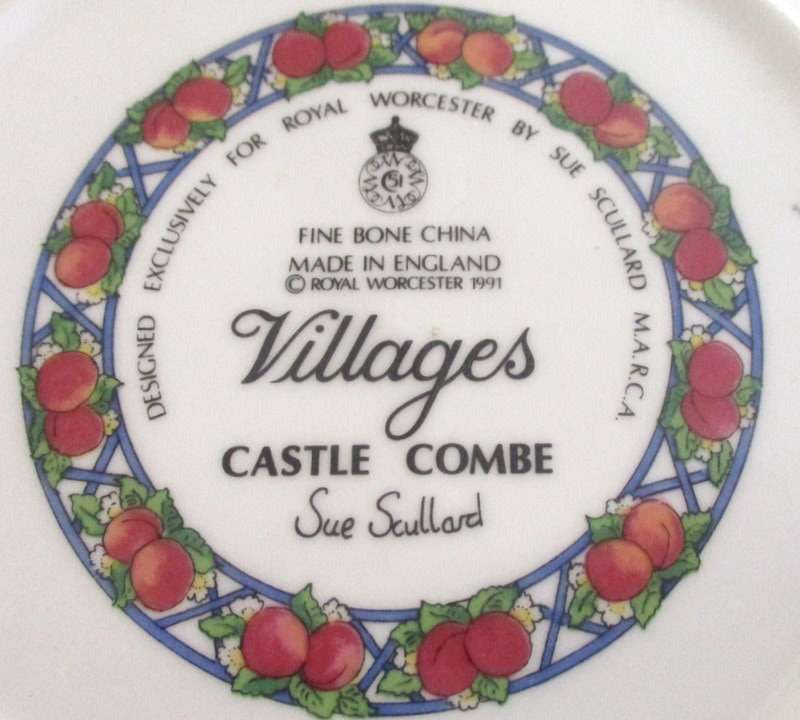 DESIGNED EXCLUSIVELY FOR ROYAL WORCESTER BY SUE SCULLARD M.A.R.C.A.
51
FINE BONE CHINA
MADE IN ENGLAND
© ROYAL WORCESTER 1991
Villages
CASTLE COMBE
Sue Scullard